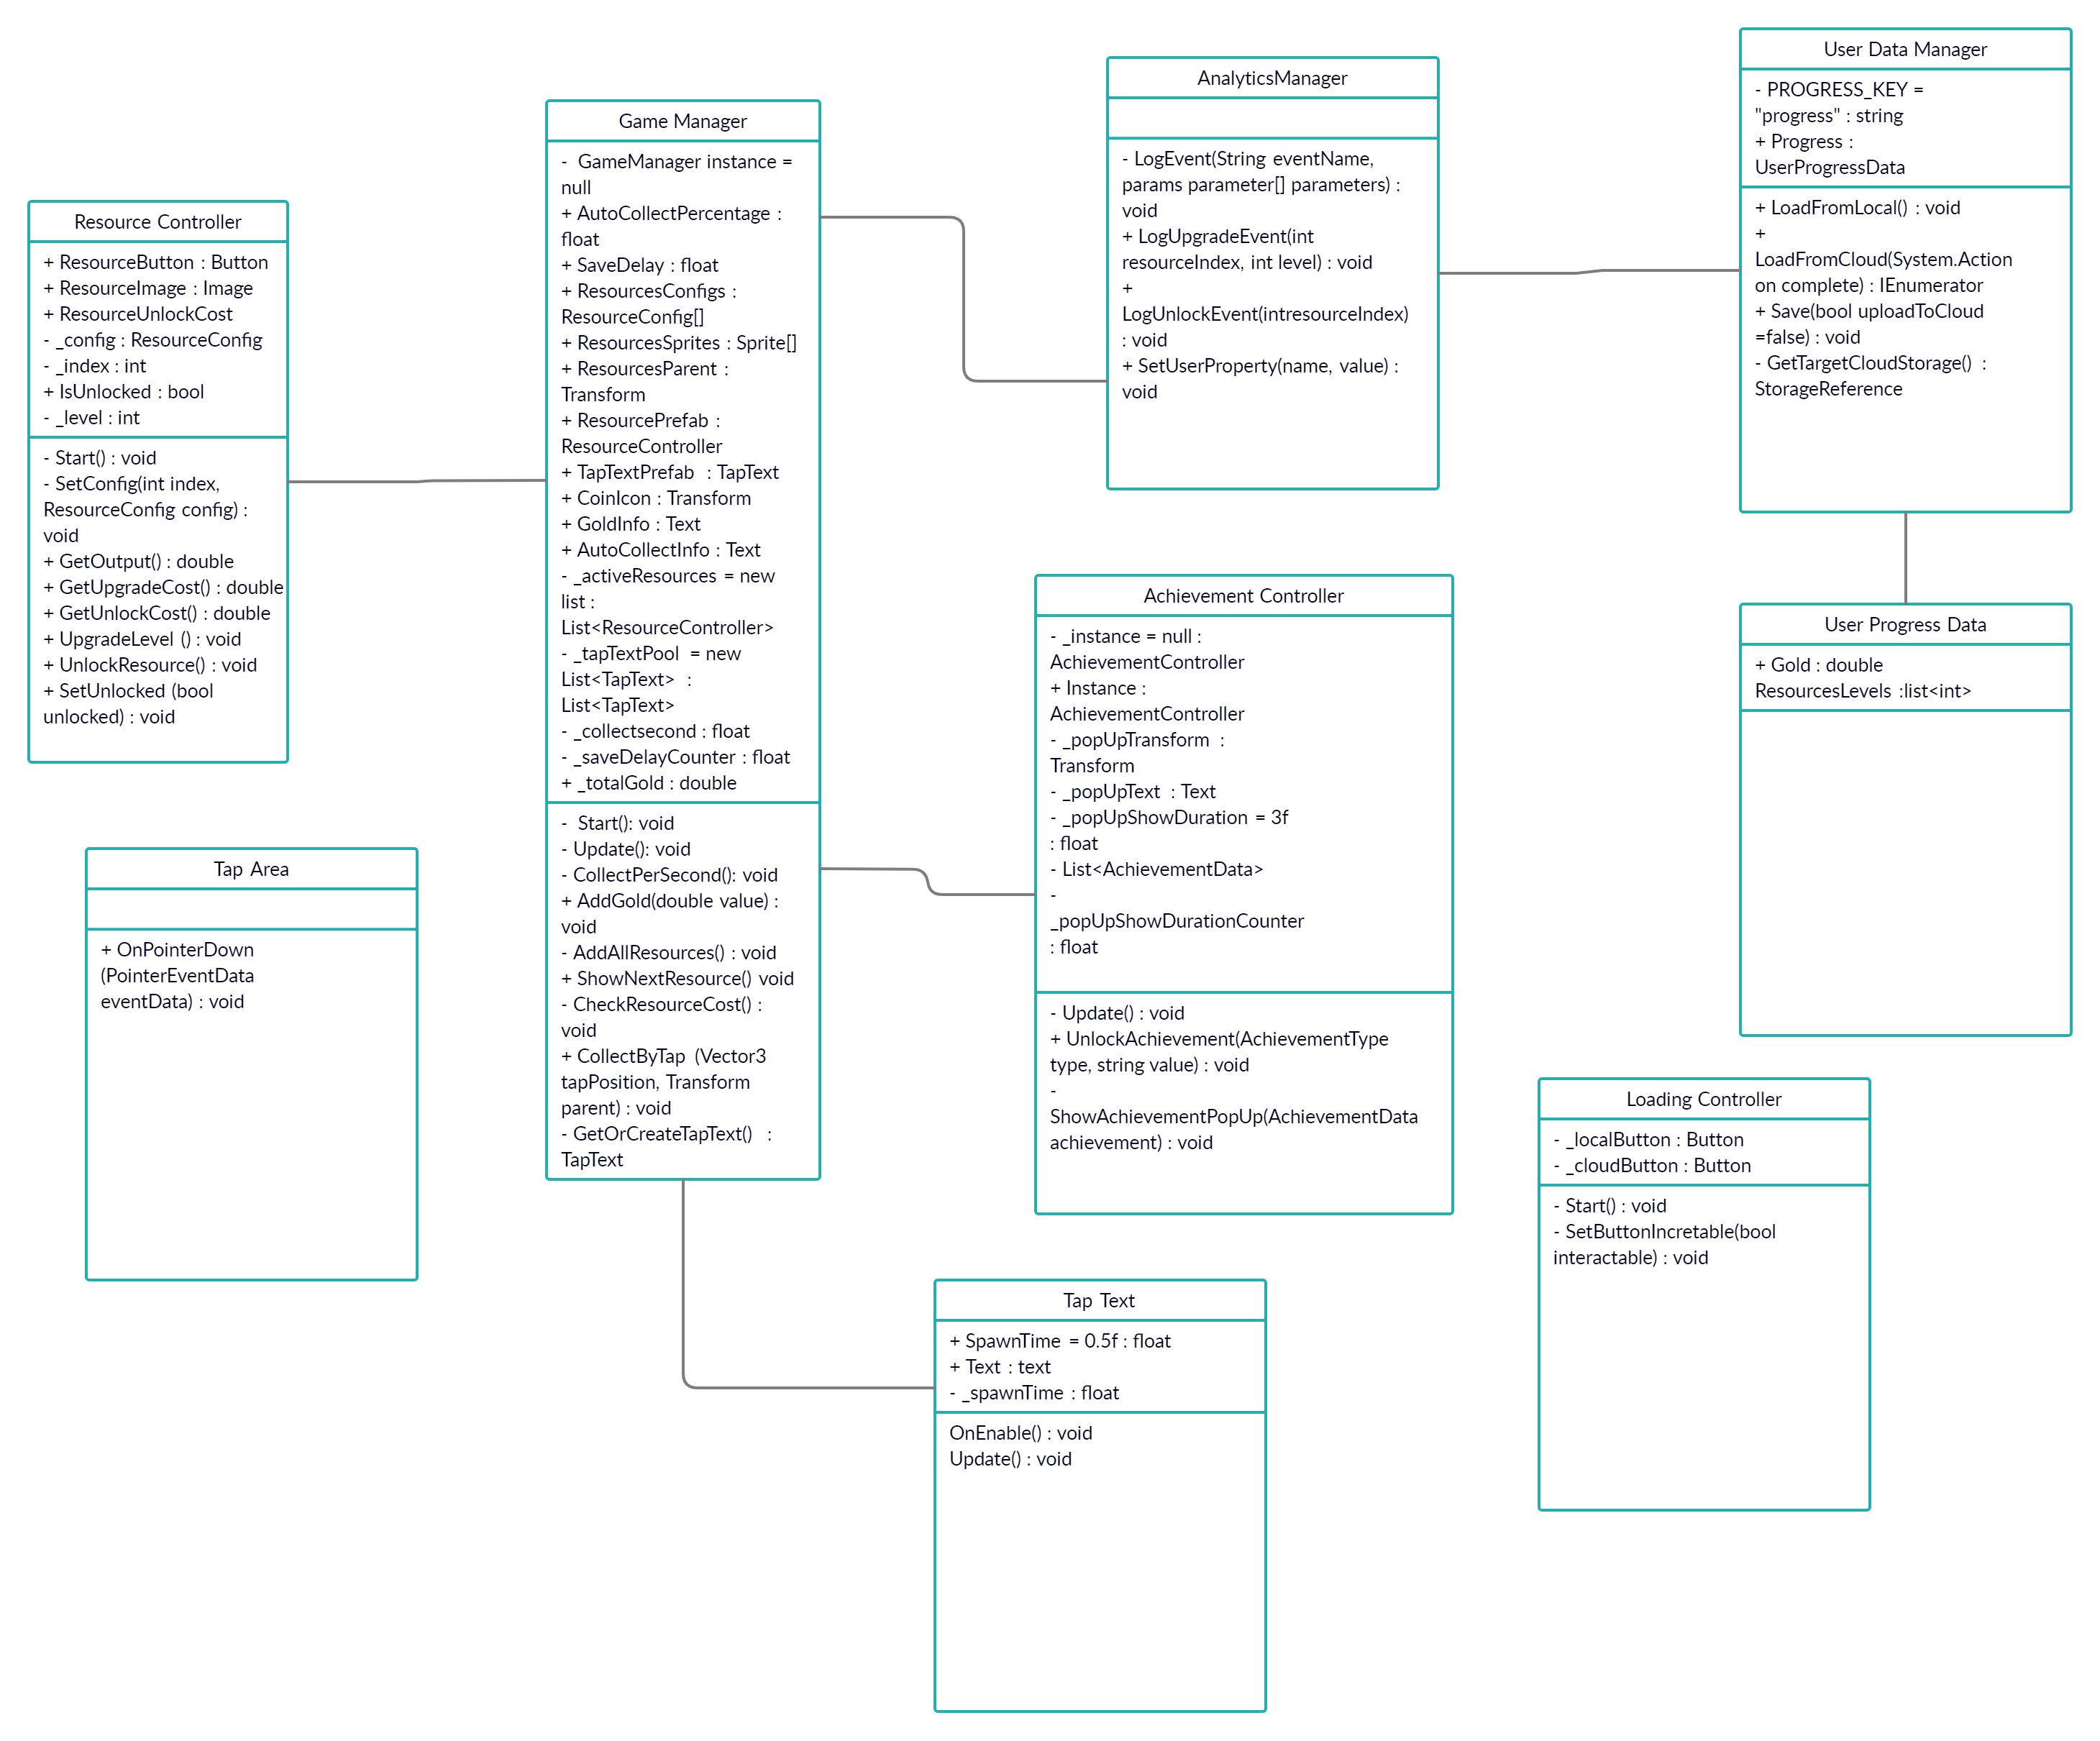 Resource Controller
+ ResourceButton : Button
+ ResourceImage : Image
+ ResourceUnlockCost
- _config : ResourceConfig
- _index : int
+ IsUnlocked : bool
- _level : int
- Start() : void
- SetConfig(int index,
ResourceConfig config) :
void
+ GetOutput() : double
+ GetUpgradeCost() : double
+ GetUnlockCost() : double
+ UpgradeLevel () : void
+ UnlockResource() : void
+ SetUnlocked (bool
unlocked) : void
Tap Area
+ OnPointerDown
(PointerEventData
eventData) : void
Game Manager
- GameManager instance =
null
+ AutoCollectPercentage :
float
+ SaveDelay : float
+ ResourcesConfigs :
ResourceConfig[]
+ ResourcesSprites : Sprite[]
+ ResourcesParent :
Transform
+ ResourcePrefab :
ResourceController
+ TapTextPrefab : TapText
+ CoinIcon : Transform
+ GoldInfo : Text
+ AutoCollectInfo : Text
- _activeResources = new
list :
List<ResourceController>
- _tapTextPool = new
List<TapText> :
List<TapText>
- _collectsecond : float
- _saveDelayCounter : float
+ _totalGold : double
- Start(): void
- Update(): void
- CollectPerSecond(): void
+ AddGold(double value) :
void
- AddAllResources() : void
+ ShowNextResource() void
- CheckResourceCost() :
void
+ CollectByTap (Vector3
tapPosition, Transform
parent) : void
- GetOrCreateTapText() :
TapText
AnalyticsManager
- LogEvent(String eventName,
params parameter[] parameters) :
void
+ LogUpgradeEvent(int
resourceIndex, int level) : void
+
LogUnlockEvent(intresourceIndex)
: void
+ SetUserProperty(name, value) :
void
Achievement Controller
- _instance = null :
AchievementController
+ Instance :
AchievementController
- _popUpTransform :
Transform
- _popUpText : Text
- _popUpShowDuration = 3f
: float
- List<AchievementData>
-
_popUpShowDurationCounter
: float
- Update() : void
+ UnlockAchievement(AchievementType
type, string value) : void
-
ShowAchievementPopUp(AchievementData
achievement) : void
Tap Text
+ SpawnTime = 0.5f : float
+ Text : text
- _spawnTime : float
OnEnable() : void
Update() : void
User Data Manager
- PROGRESS_KEY =
"progress" : string
+ Progress :
UserProgressData
+ LoadFromLocal() : void
+
LoadFromCloud(System.Action
on complete) : IEnumerator
+ Save(bool uploadToCloud
=false) : void
- GetTargetCloudStorage() :
StorageReference
User Progress Data
+ Gold : double
ResourcesLevels :list<int>
Loading Controller
- _localButton : Button
- _cloudButton : Button
- Start() : void
- SetButtonIncretable(bool
interactable) : void